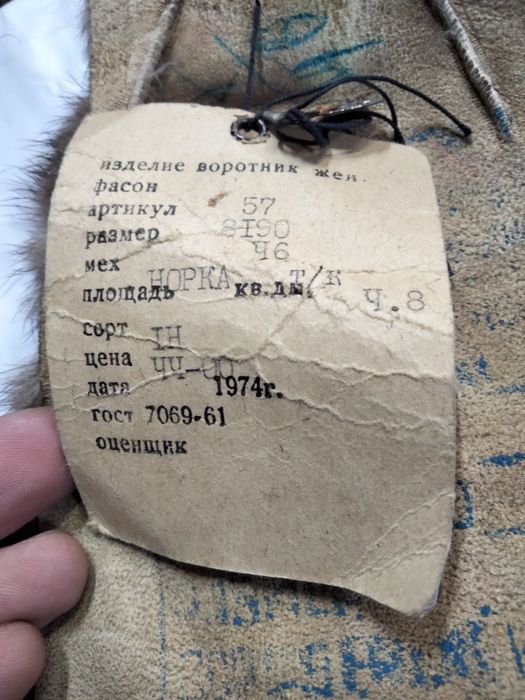 изделие воротник жен.
фасон 57
артикул 8I90
размер 46
мех НОРКА Т/К
площадь кв.дм. 4.8
сорт IН
цена 44-00
дата 1974г.
гост 7069-61
оценщик